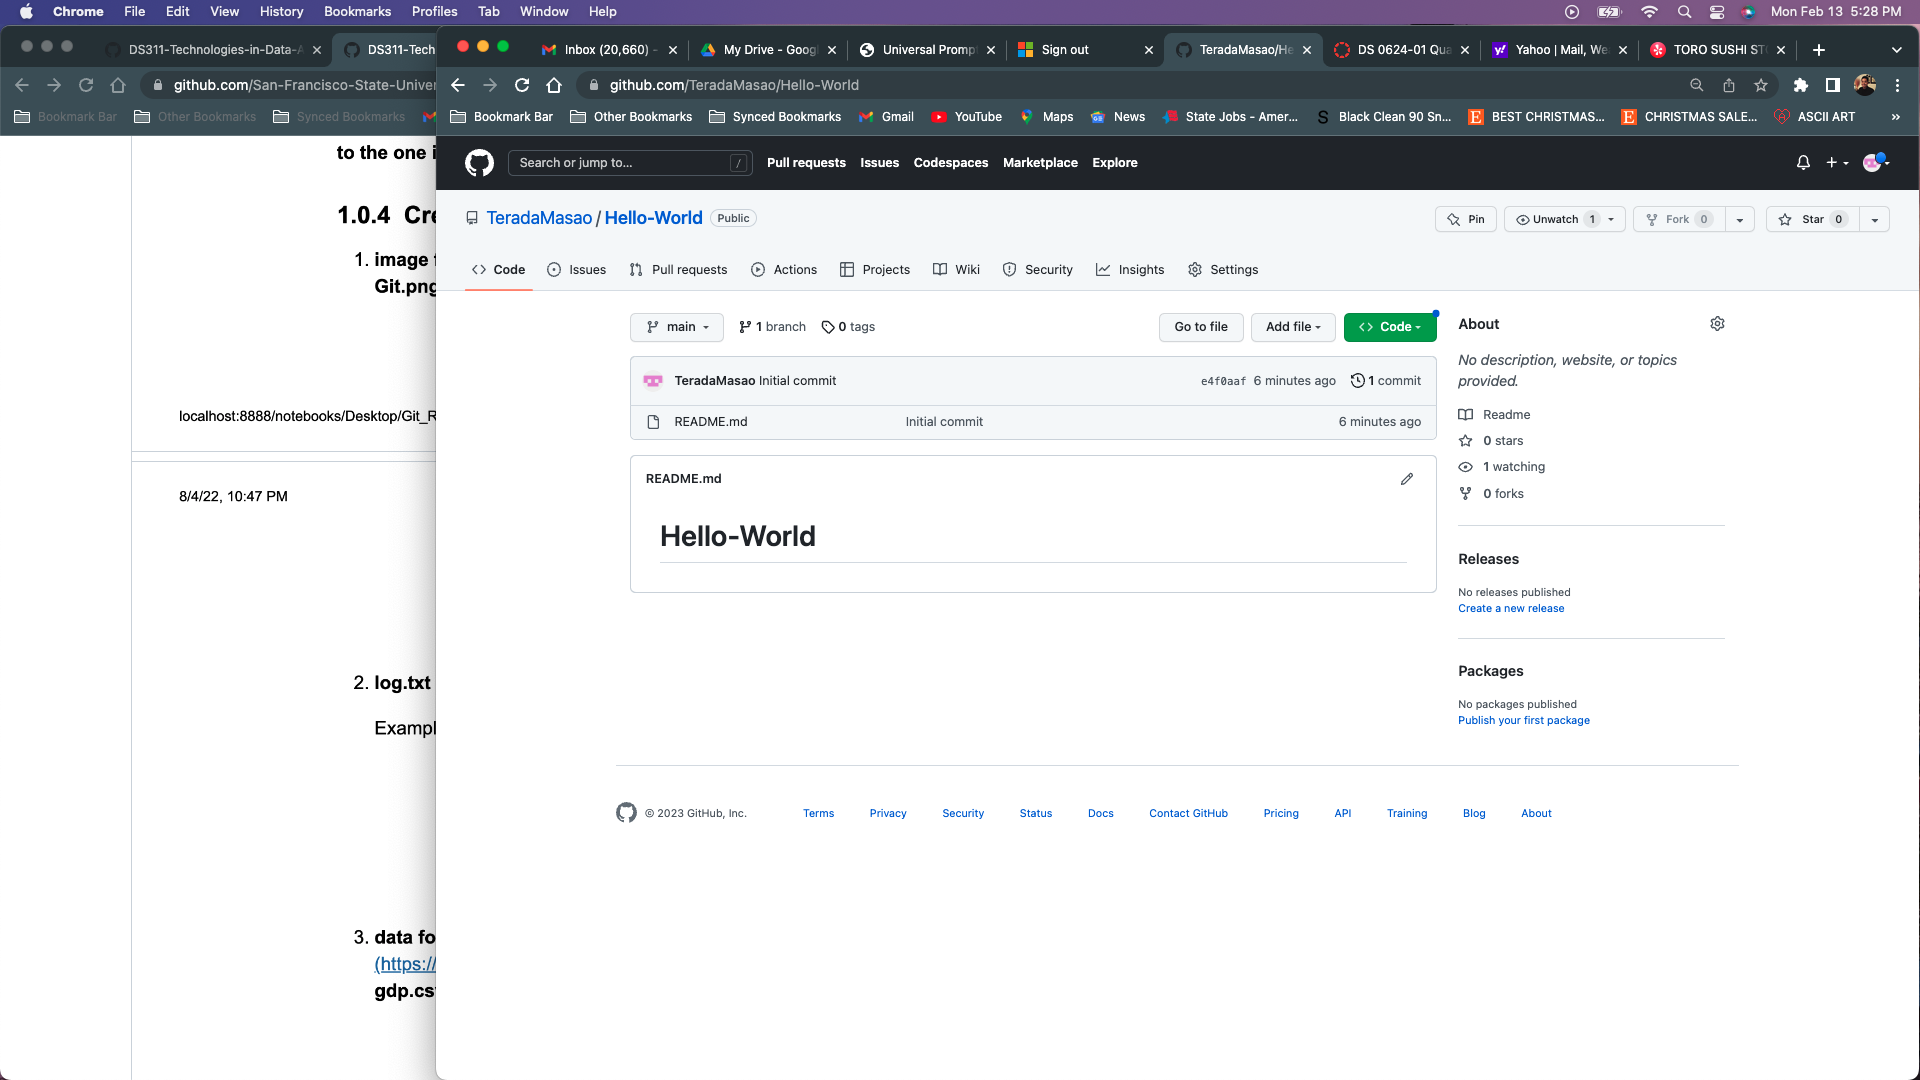 Chrome File Edit View History Bookmarks Profiles Tab Window Help Mon Feb 13 5:28 PM
DS311-Technologies-in-Data-A DS311-Tech
github.com/San-Francisco-State-Univer
Bookmark Bar Other Bookmarks Synced Bookmarks
to the one i
1.0.4 Cre
1. image f
Git.png
localhost:8888/notebooks/Desktop/Git_R
8/4/22, 10:47 PM
2. log.txt
Exampl
3. data fo
(https://
gdp.csv
Inbox (20,660) - My Drive - Goog Universal Prompt Sign out TeradaMasao/He DS 0624-01 Qua Yahoo | Mail, We TORO SUSHI ST
github.com/TeradaMasao/Hello-World
Bookmark Bar Other Bookmarks Synced Bookmarks Gmail YouTube Maps News State Jobs - Amer... Black Clean 90 Sn... BEST CHRISTMAS... CHRISTMAS SALE... ASCII ART »
Search or jump to... / Pull requests Issues Codespaces Marketplace Explore
TeradaMasao / Hello-World Public Pin Unwatch 1 Fork 0 Star 0
Code Issues Pull requests Actions Projects Wiki Security Insights Settings
main 1 branch 0 tags Go to file Add file Code
TeradaMasao Initial commit e4f0aaf 6 minutes ago 1 commit
README.md Initial commit 6 minutes ago
README.md
Hello-World
About
No description, website, or topics
provided.
Readme
0 stars
1 watching
0 forks
Releases
No releases published
Create a new release
Packages
No packages published
Publish your first package
© 2023 GitHub, Inc. Terms Privacy Security Status Docs Contact GitHub Pricing API Training Blog About